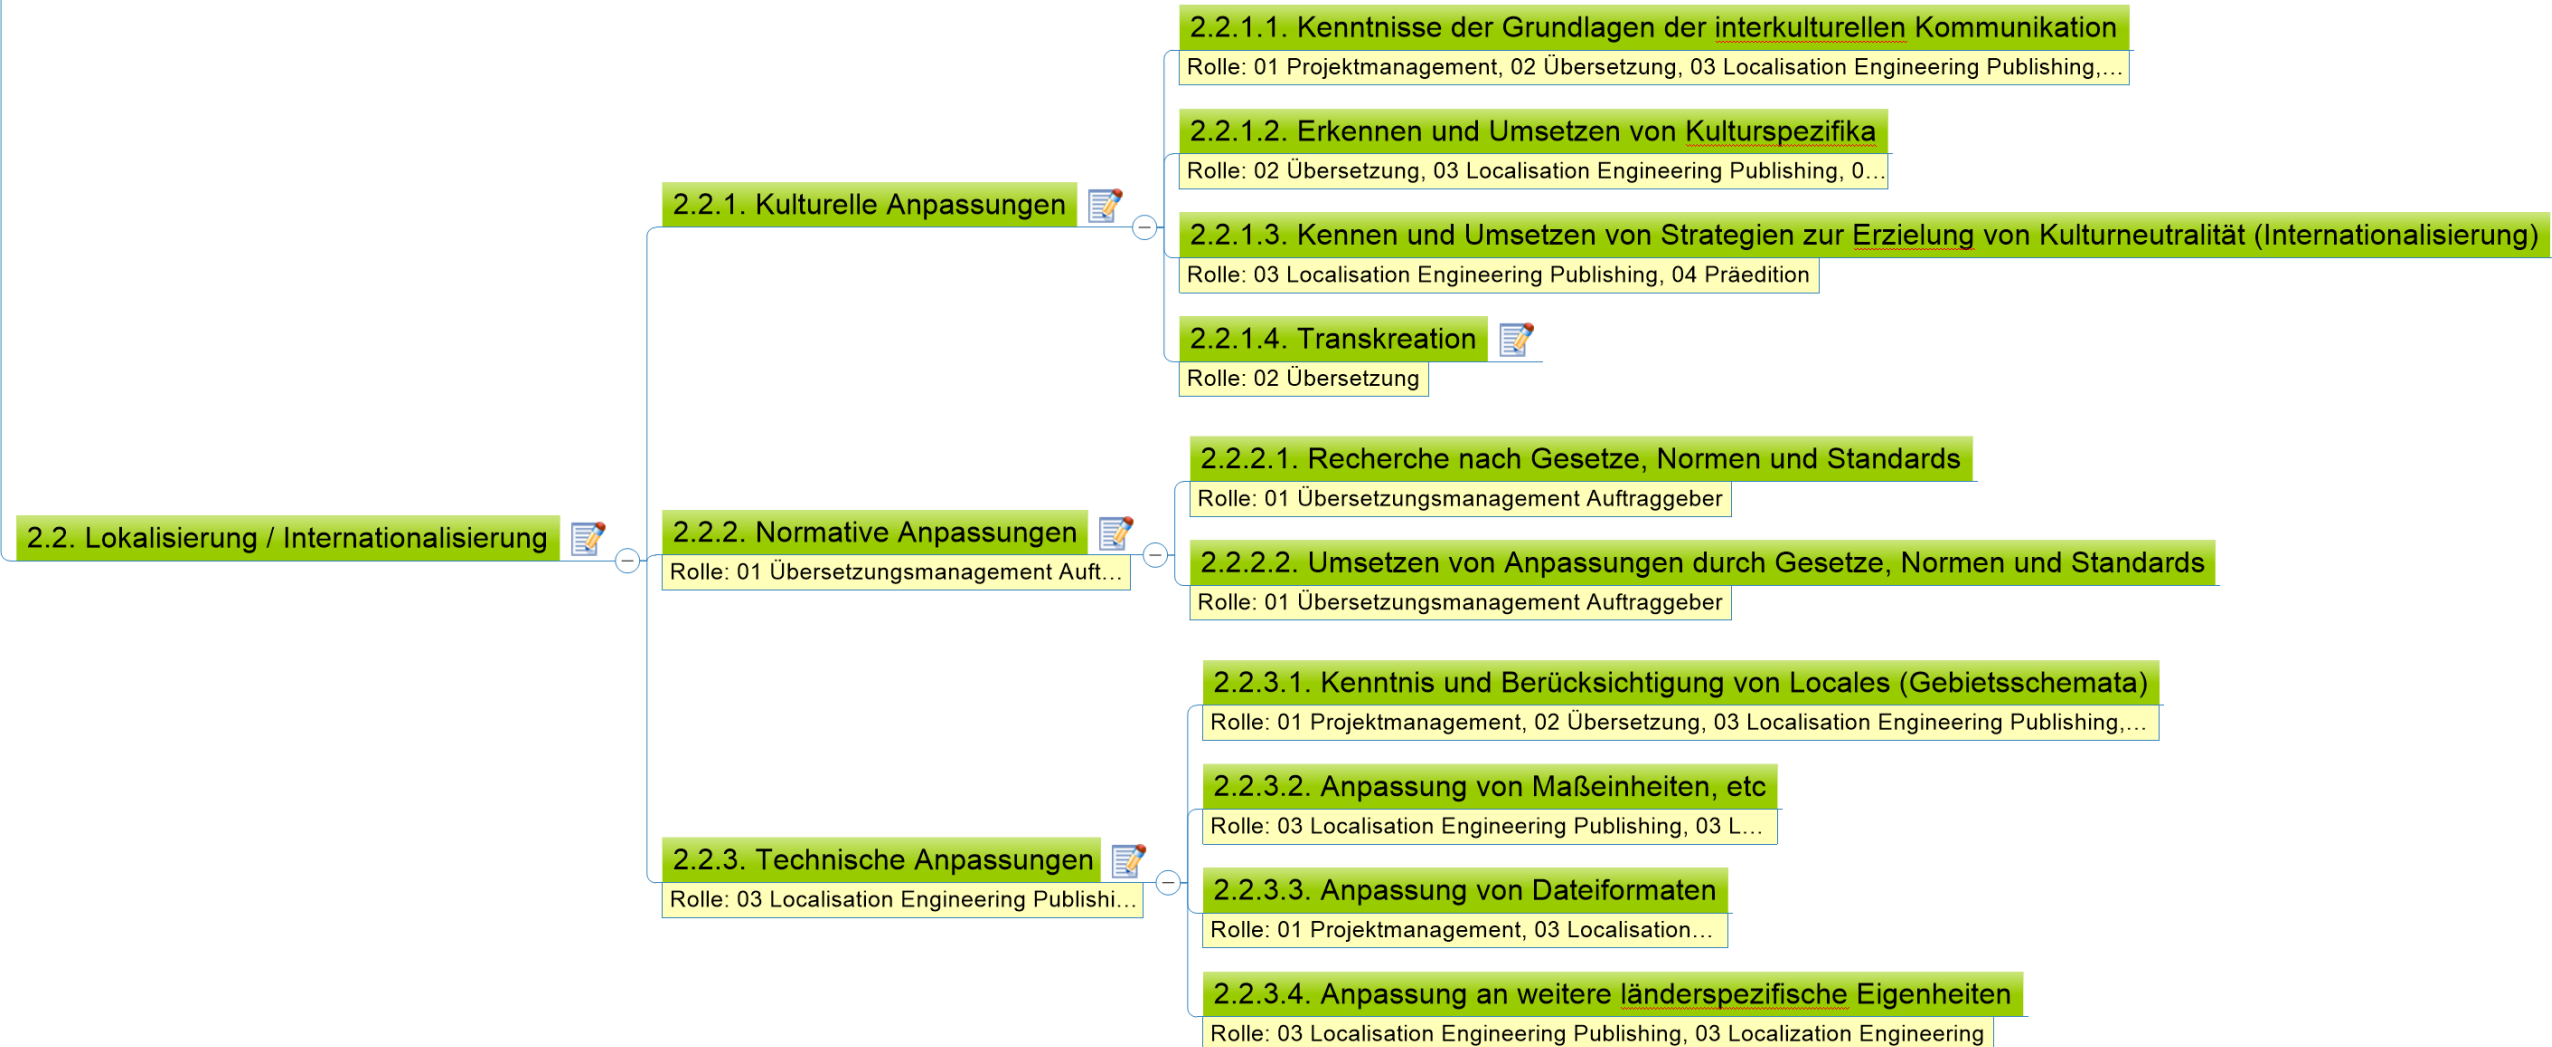 2.2. Lokalisierung / Internationalisierung
2.2.1. Kulturelle Anpassungen
2.2.1.1. Kenntnisse der Grundlagen der interkulturellen Kommunikation
Rolle: 01 Projektmanagement, 02 Übersetzung, 03 Localisation Engineering Publishing,...
2.2.1.2. Erkennen und Umsetzen von Kulturspezifika
Rolle: 02 Übersetzung, 03 Localisation Engineering Publishing, 0...
2.2.1.3. Kennen und Umsetzen von Strategien zur Erzielung von Kulturneutralität (Internationalisierung)
Rolle: 03 Localisation Engineering Publishing, 04 Präedition
2.2.1.4. Transkreation
Rolle: 02 Übersetzung
2.2.2. Normative Anpassungen
Rolle: 01 Übersetzungsmanagement Auft...
2.2.2.1. Recherche nach Gesetze, Normen und Standards
Rolle: 01 Übersetzungsmanagement Auftraggeber
2.2.2.2. Umsetzen von Anpassungen durch Gesetze, Normen und Standards
Rolle: 01 Übersetzungsmanagement Auftraggeber
2.2.3. Technische Anpassungen
Rolle: 03 Localisation Engineering Publishi...
2.2.3.1. Kenntnis und Berücksichtigung von Locales (Gebietsschemata)
Rolle: 01 Projektmanagement, 02 Übersetzung, 03 Localisation Engineering Publishing,...
2.2.3.2. Anpassung von Maßeinheiten, etc
Rolle: 03 Localisation Engineering Publishing, 03 L...
2.2.3.3. Anpassung von Dateiformaten
Rolle: 01 Projektmanagement, 03 Localisation...
2.2.3.4. Anpassung an weitere länderspezifische Eigenheiten
Rolle: 03 Localisation Engineering Publishing, 03 Localization Engineering